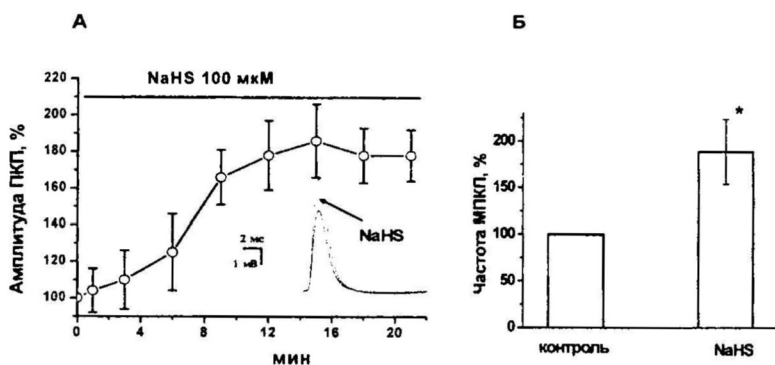 А
NaHS 100 мкМ
Амплитуда ПКП, %
220
200
180
160
140
120
100
0
4
8
12
16
20
мин
2 мс
1 мВ
NaHS
Б
Частота МПКП, %
200
150
100
50
0
*
контроль
NaHS